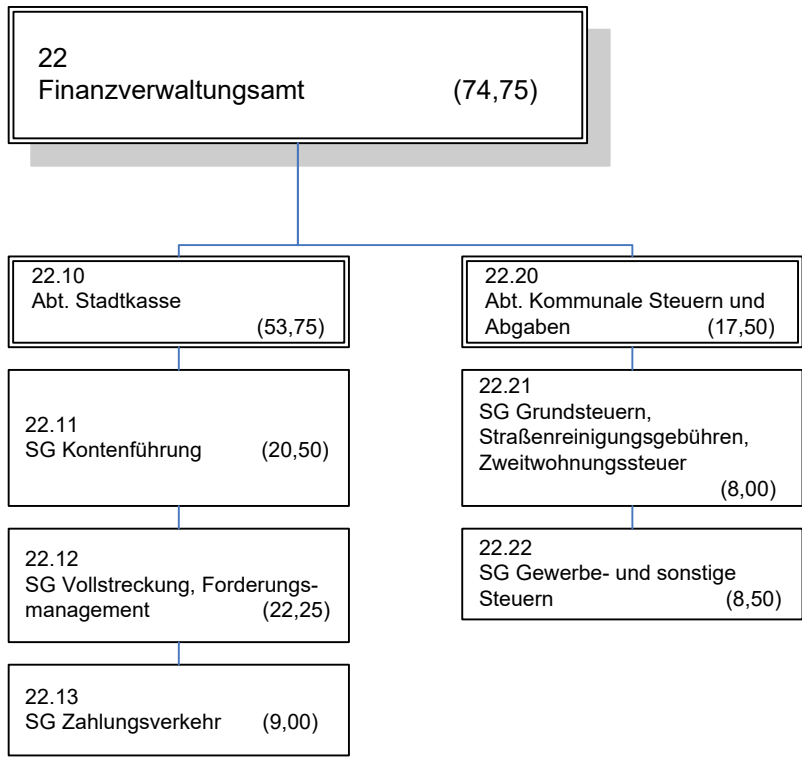 22
Finanzverwaltungsamt (74,75)
22.10
Abt. Stadtkasse
(53,75)
22.11
SG Kontenführung (20,50)
22.12
SG Vollstreckung, Forderungs-
management (22,25)
22.13
SG Zahlungsverkehr (9,00)
22.20
Abt. Kommunale Steuern und
Abgaben (17,50)
22.21
SG Grundsteuern,
Straßenreinigungsgebühren,
Zweitwohnungssteuer
(8,00)
22.22
SG Gewerbe- und sonstige
Steuern (8,50)